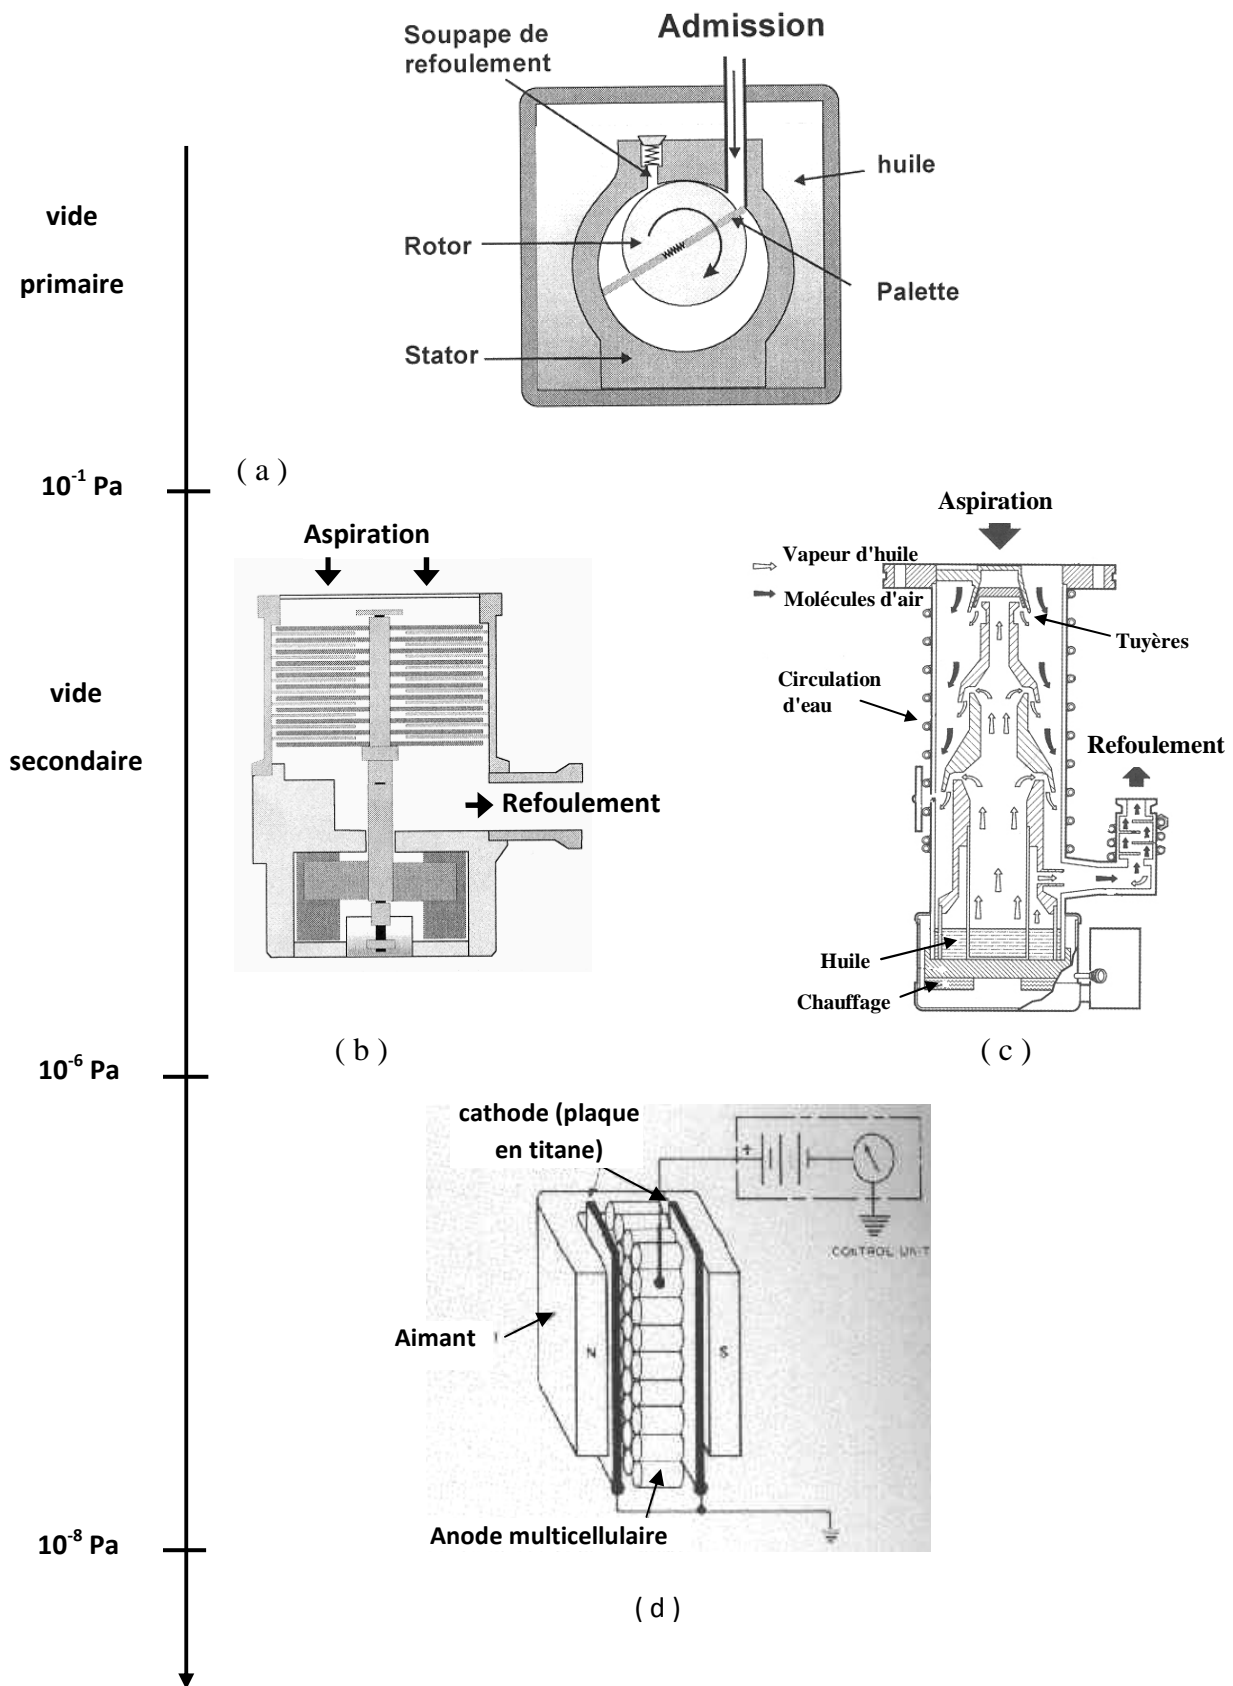 Soupape de
refoulement
Admission
huile
Rotor
Palette
Stator
vide
primaire
10⁻¹ Pa
( a )
Aspiration
Refoulement
vide
secondaire
( b )
Aspiration
Vapeur d'huile
Molécules d'air
Tuyères
Circulation
d'eau
Refoulement
Huile
Chauffage
( c )
10⁻⁶ Pa
cathode (plaque
en titane)
+
CONTROL UNIT
Aimant
N
S
Anode multicellulaire
10⁻⁸ Pa
( d )